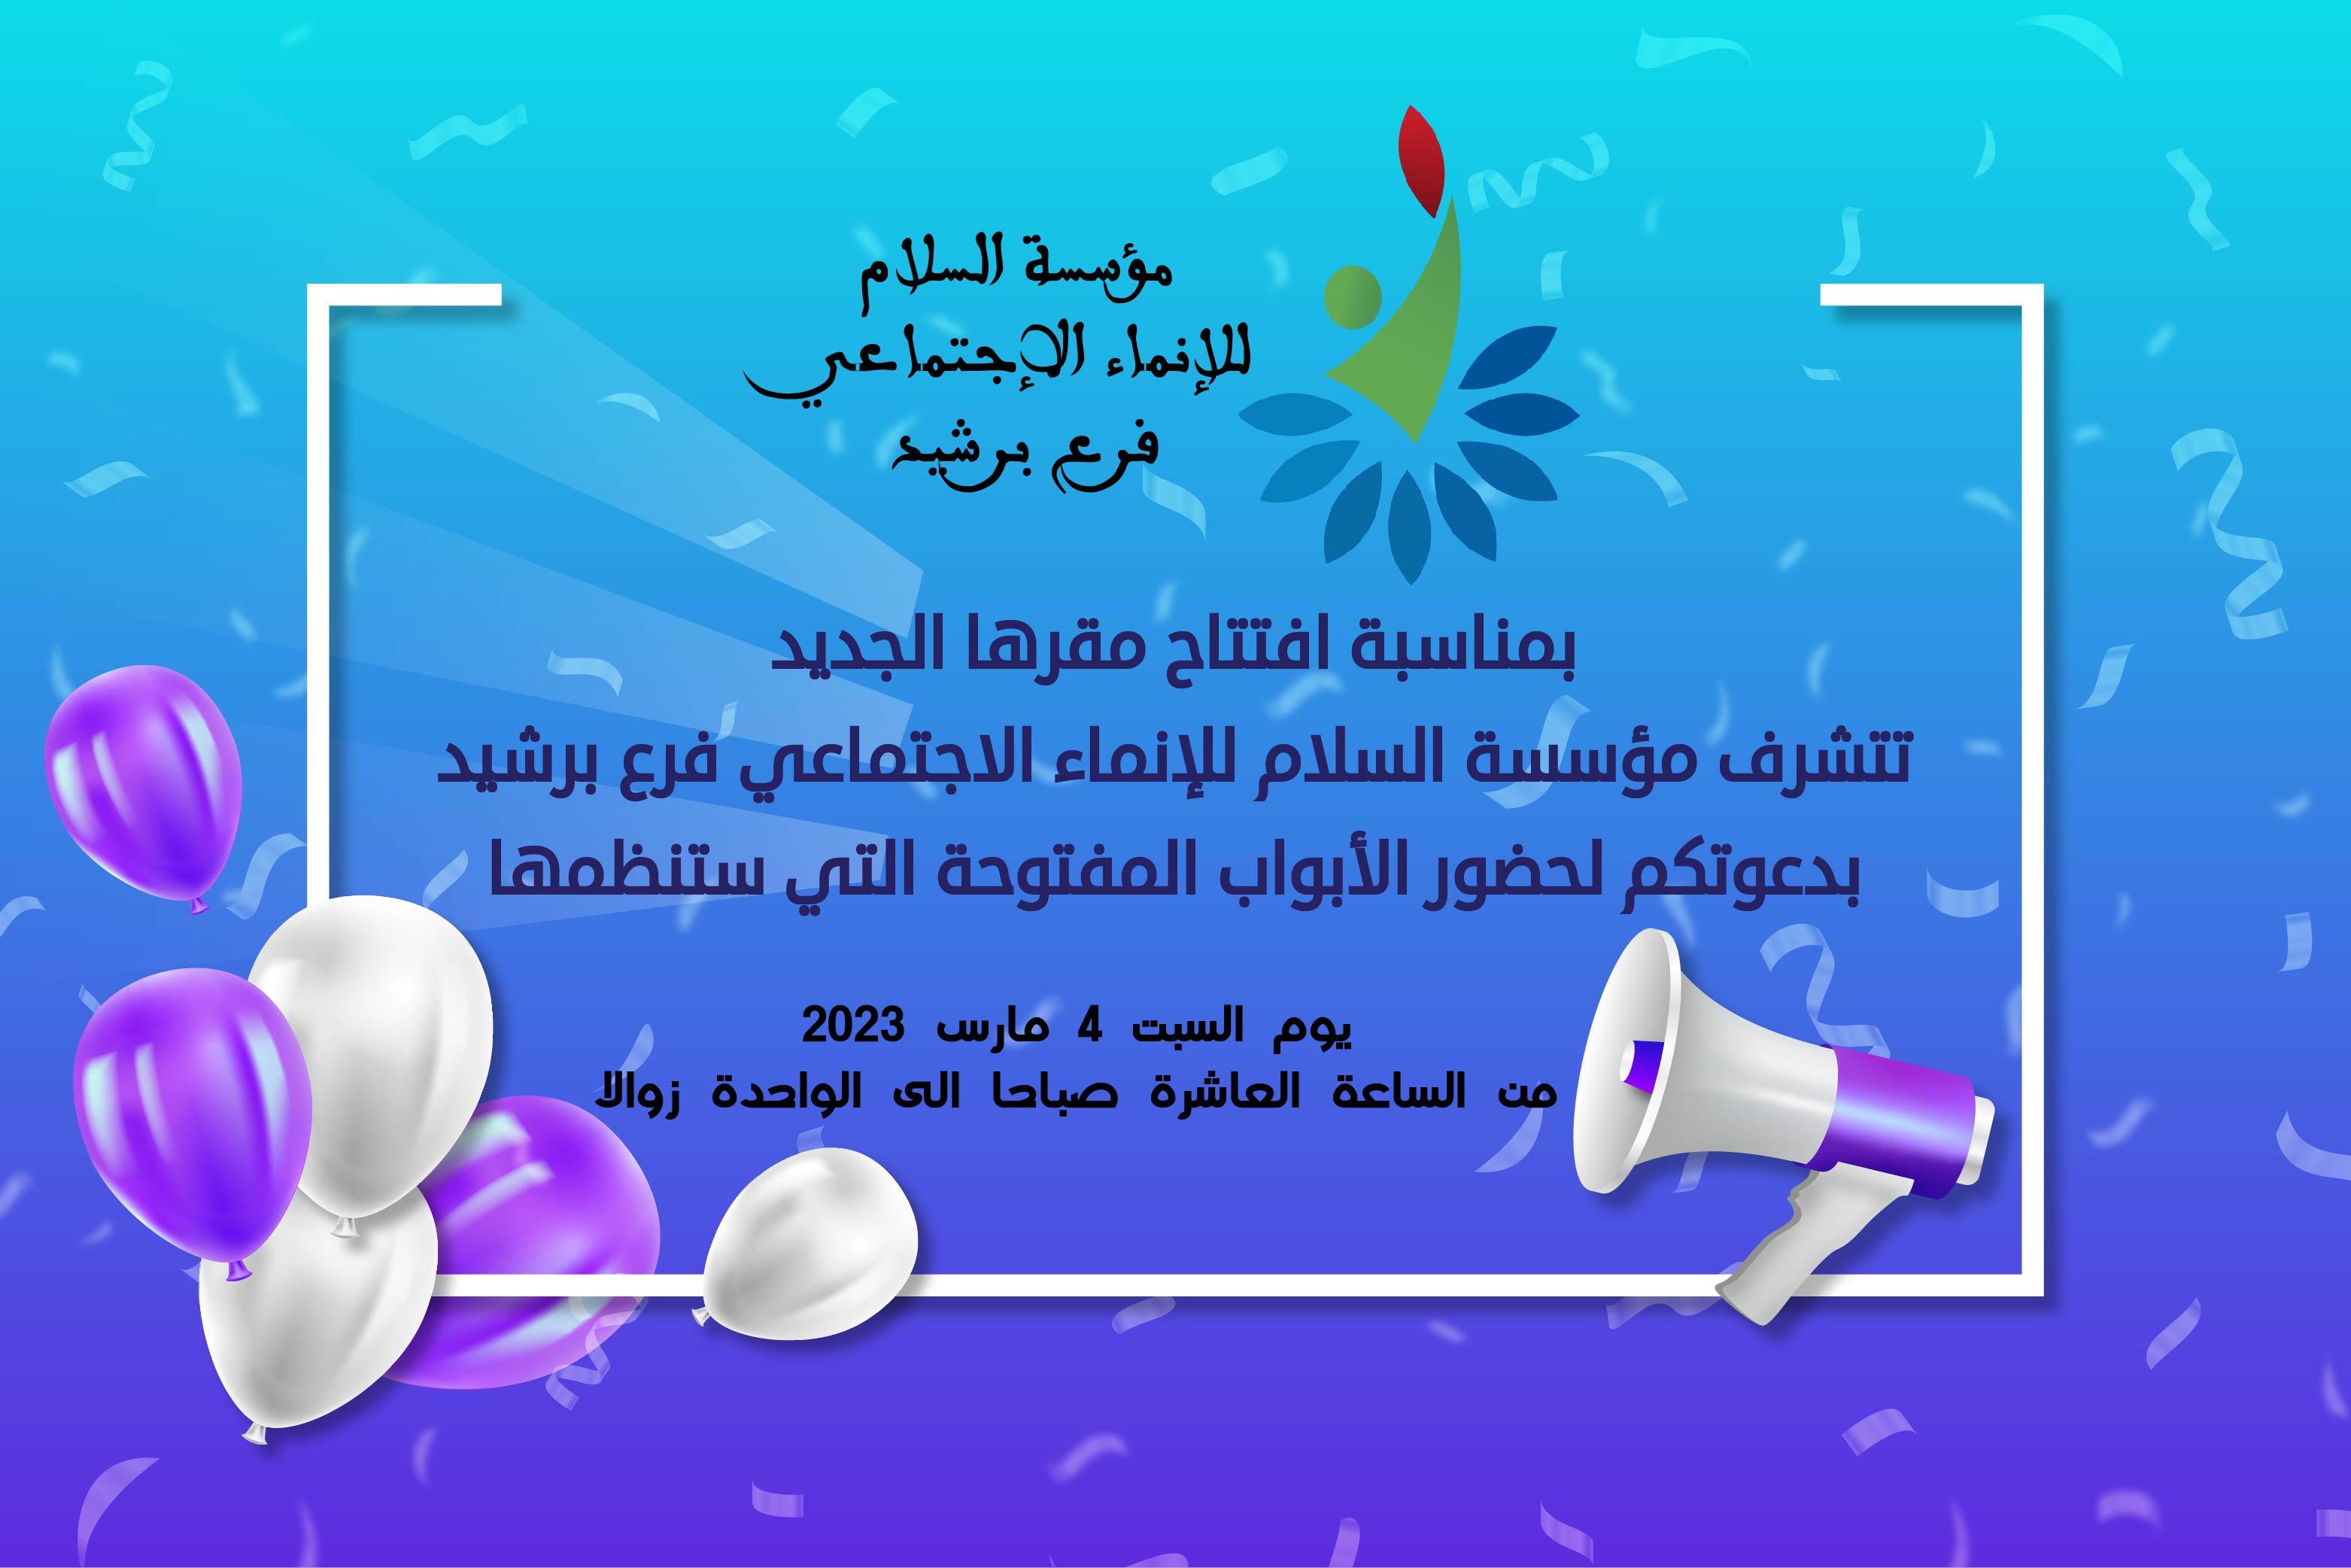 مؤسسة السلام
للإنماء الإجتماعي
فرع برشيد
بمناسبة افتتاح مقرها الجديد
تتشرف مؤسسة السلام للإنماء الاجتماعي فرع برشيد
بدعوتكم لحضور الأبواب المفتوحة التي ستنظمها
يوم السبت 4 مارس 2023
من الساعة العاشرة صباحا الى الواحدة زوالا